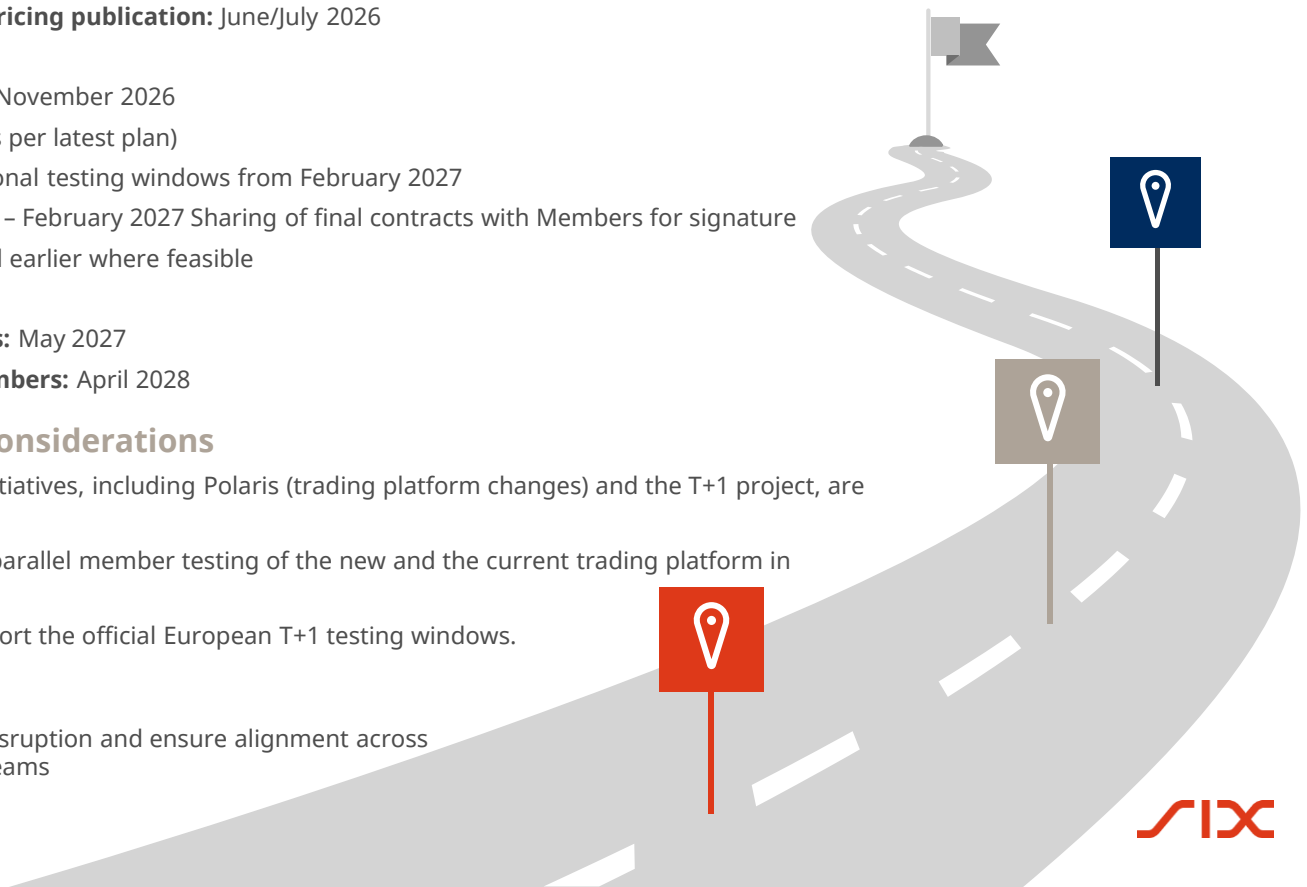 ricing publication: June/July 2026
November 2026
s per latest plan)
onal testing windows from February 2027
– February 2027 Sharing of final contracts with Members for signature
l earlier where feasible
s: May 2027
mbers: April 2028
onsiderations
tiatives, including Polaris (trading platform changes) and the T+1 project, are
parallel member testing of the new and the current trading platform in
ort the official European T+1 testing windows.
sruption and ensure alignment across
eams
SIX